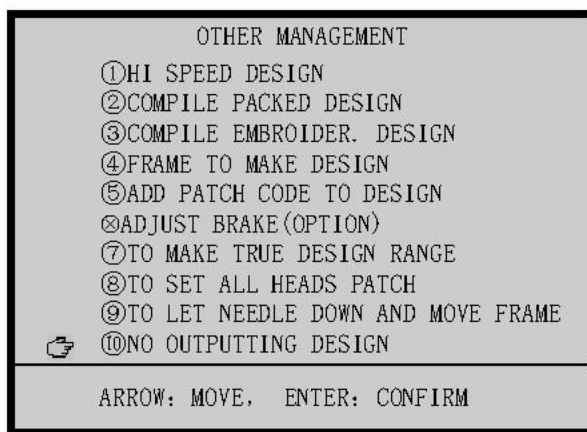 OTHER MANAGEMENT
①HI SPEED DESIGN
②COMPILE PACKED DESIGN
③COMPILE EMBROIDER. DESIGN
④FRAME TO MAKE DESIGN
⑤ADD PATCH CODE TO DESIGN
⊗ADJUST BRAKE(OPTION)
⑦TO MAKE TRUE DESIGN RANGE
⑧TO SET ALL HEADS PATCH
⑨TO LET NEEDLE DOWN AND MOVE FRAME
⑩NO OUTPUTTING DESIGN
ARROW: MOVE, ENTER: CONFIRM